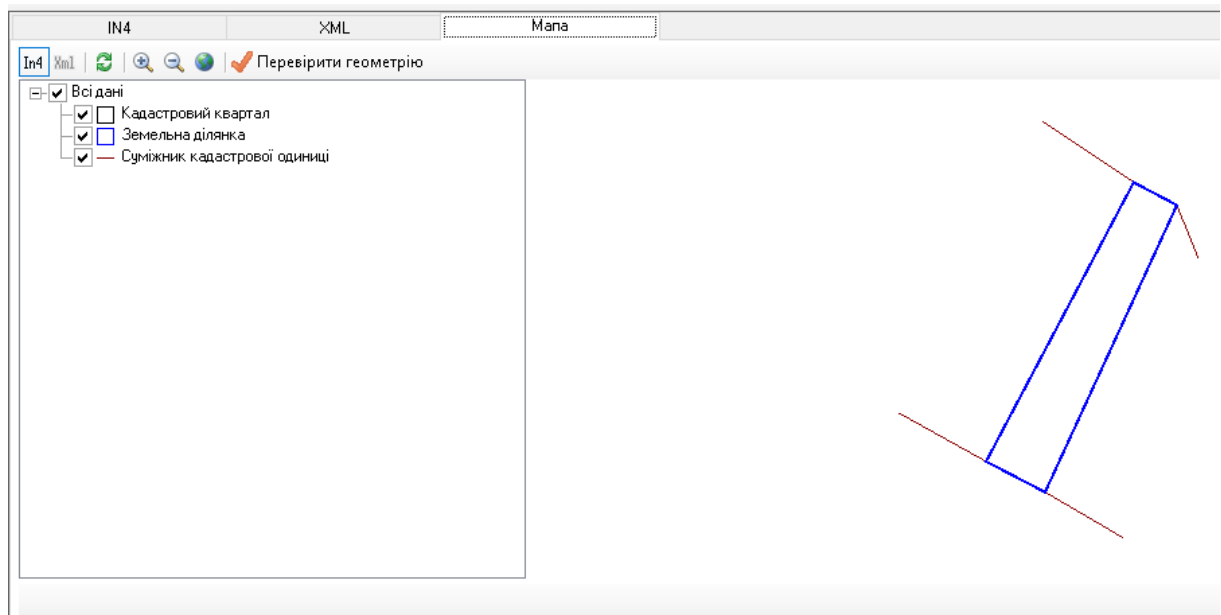 IN4 XML Мапа
In4 Xml Перевірити геометрію
Всі дані
Кадастровий квартал
Земельна ділянка
Суміжник кадастрової одиниці